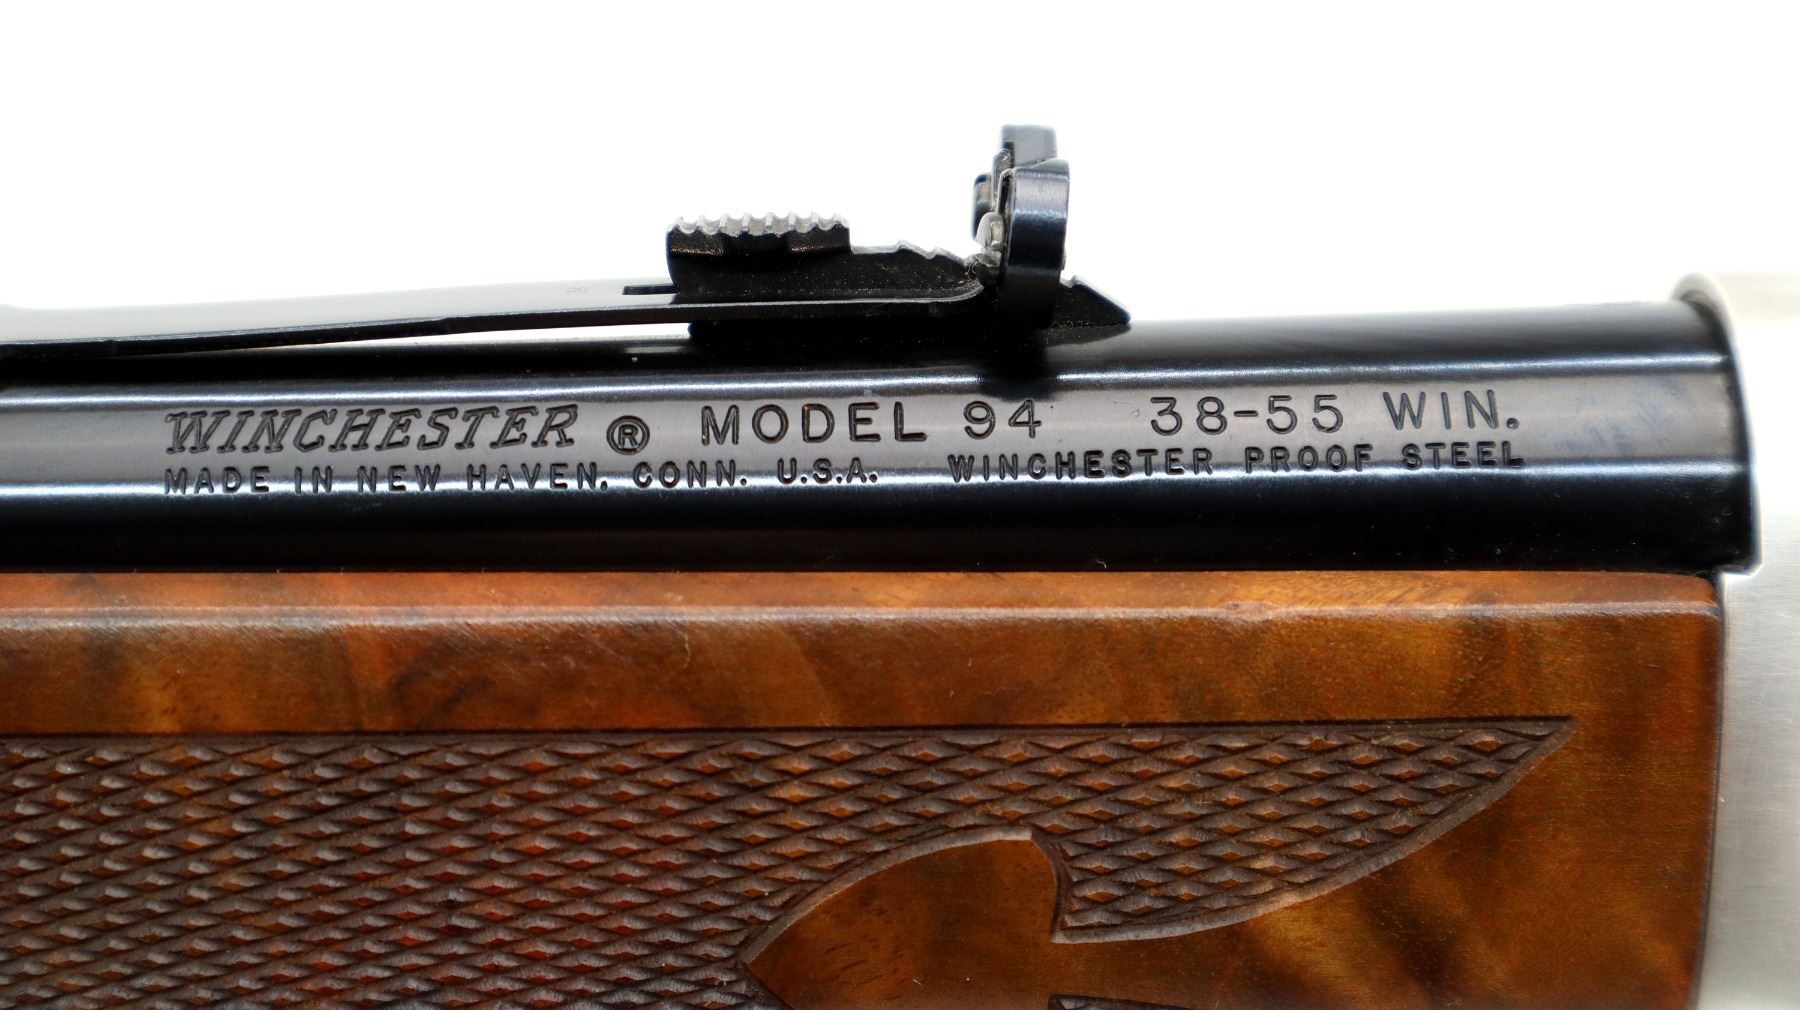 WINCHESTER ® MODEL 94 38-55 WIN.
MADE IN NEW HAVEN. CONN. U.S.A. WINCHESTER PROOF STEEL